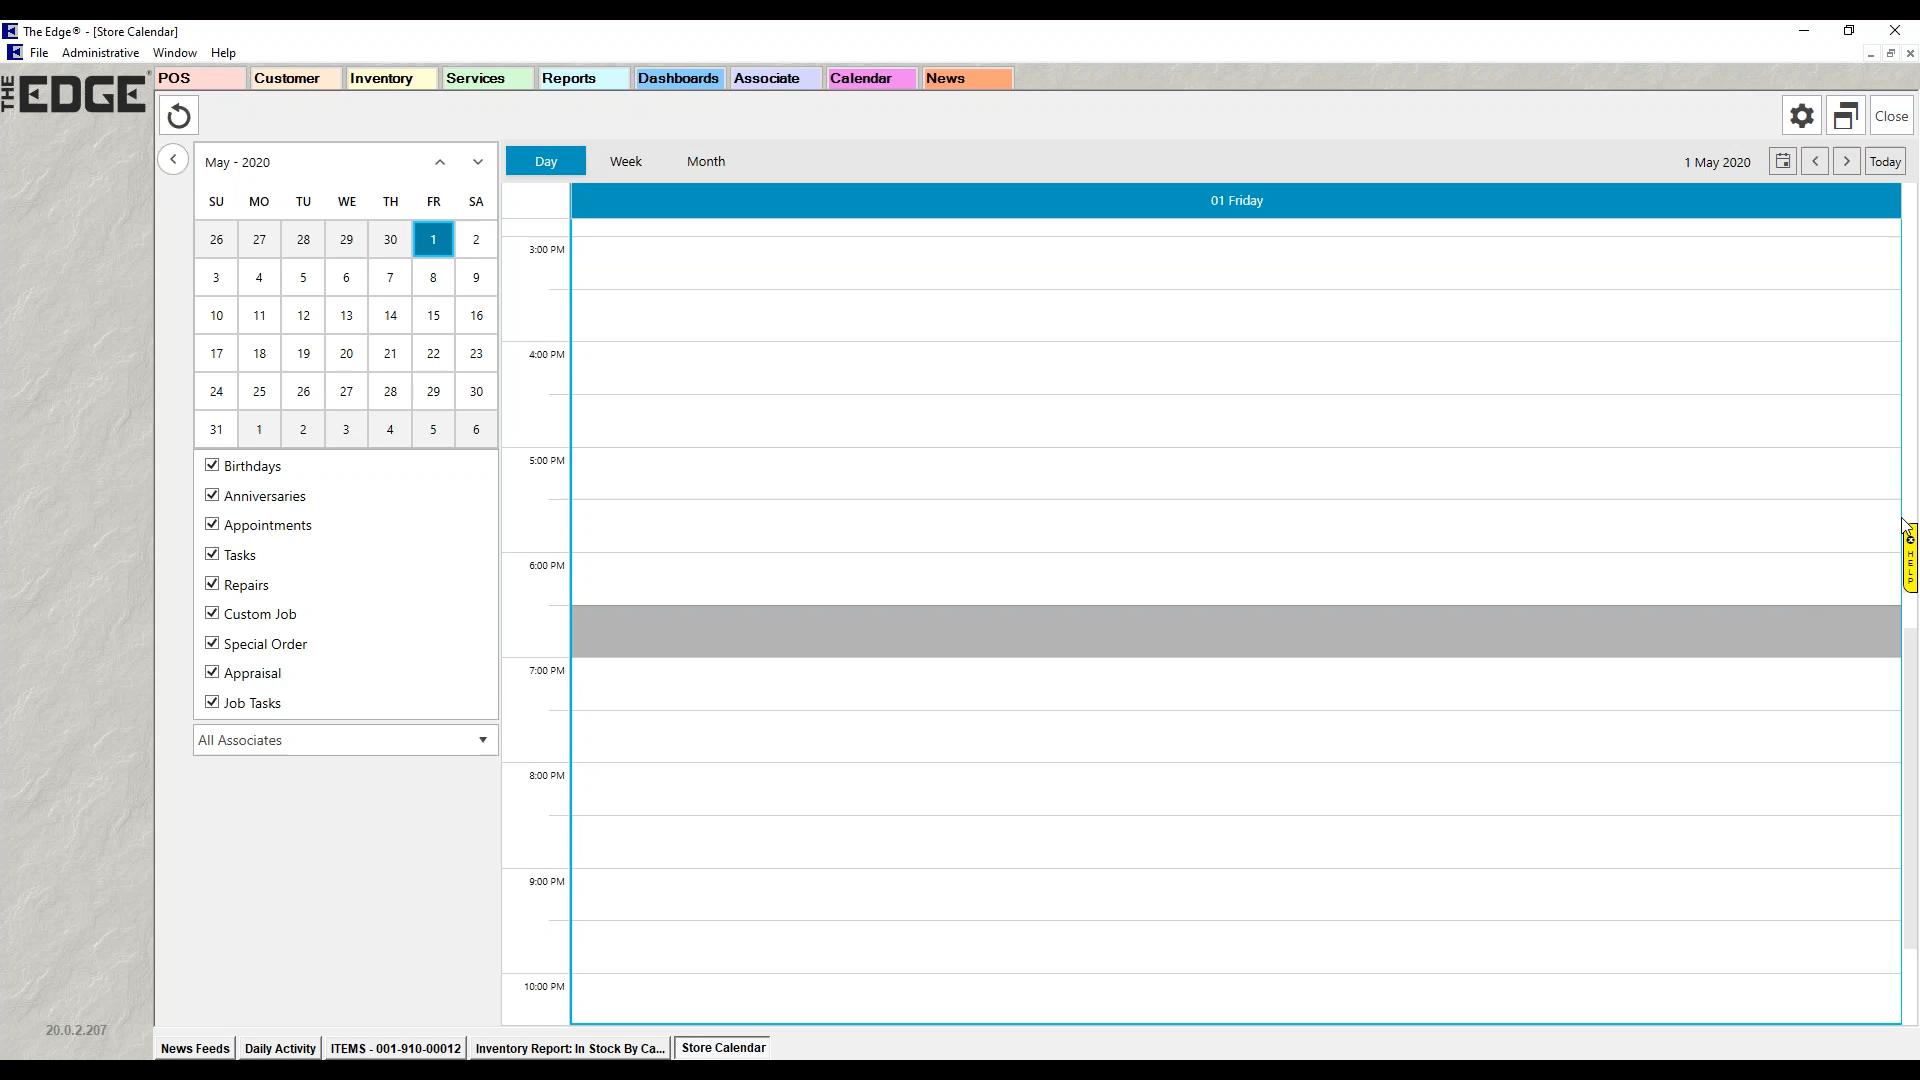 The Edge® - [Store Calendar]
File Administrative Window Help
THE EDGE®
POS Customer Inventory Services Reports Dashboards Associate Calendar News
Close
May - 2020
Day Week Month
1 May 2020
Today
SU MO TU WE TH FR SA
01 Friday
26 27 28 29 30 1 2
3 4 5 6 7 8 9
10 11 12 13 14 15 16
17 18 19 20 21 22 23
24 25 26 27 28 29 30
31 1 2 3 4 5 6
Birthdays
Anniversaries
Appointments
Tasks
Repairs
Custom Job
Special Order
Appraisal
Job Tasks
All Associates
3:00 PM
4:00 PM
5:00 PM
6:00 PM
7:00 PM
8:00 PM
9:00 PM
10:00 PM
HELP
20.0.2.207
News Feeds Daily Activity ITEMS - 001-910-00012 Inventory Report: In Stock By Ca... Store Calendar